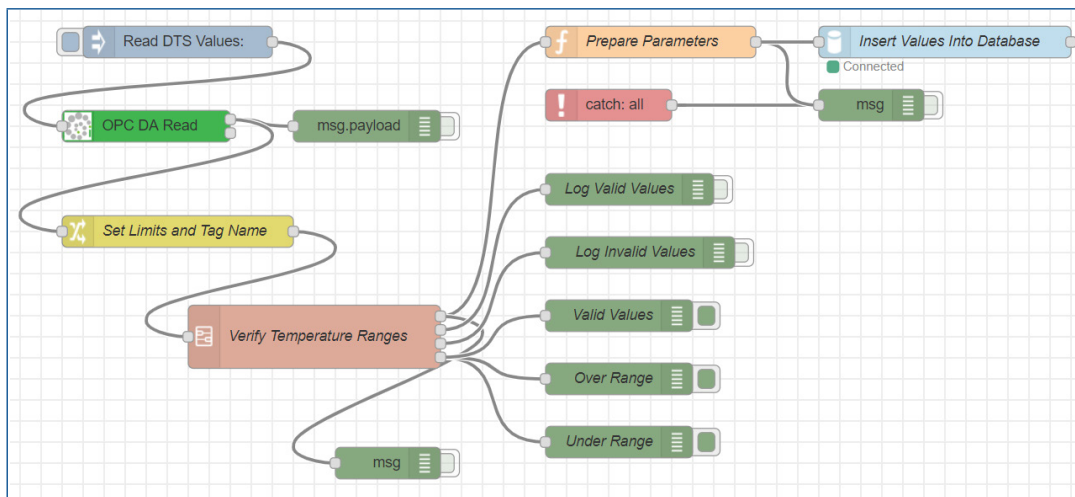 Read DTS Values:
Prepare Parameters
Insert Values Into Database
Connected
OPC DA Read
msg.payload
catch: all
msg
Log Valid Values
Set Limits and Tag Name
Log Invalid Values
Verify Temperature Ranges
Valid Values
Over Range
Under Range
msg